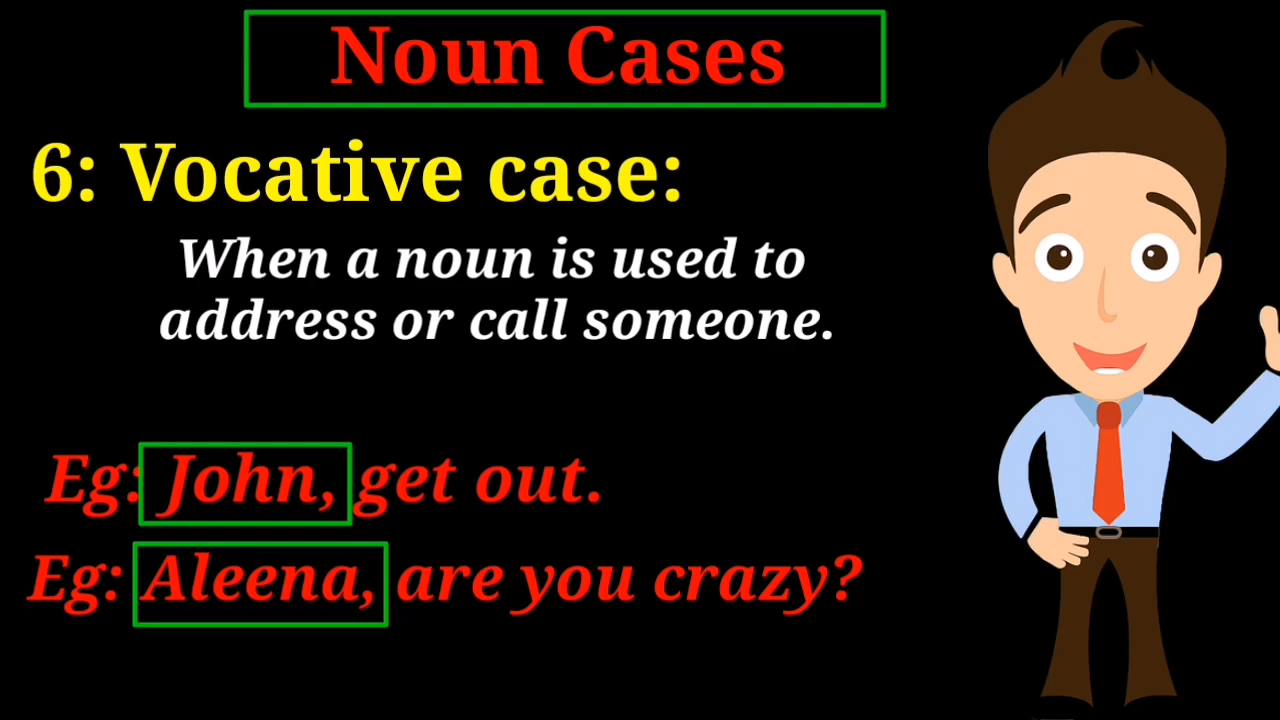 Noun Cases
6: Vocative case:
When a noun is used to
address or call someone.
Eg: John, get out.
Eg: Aleena, are you crazy?